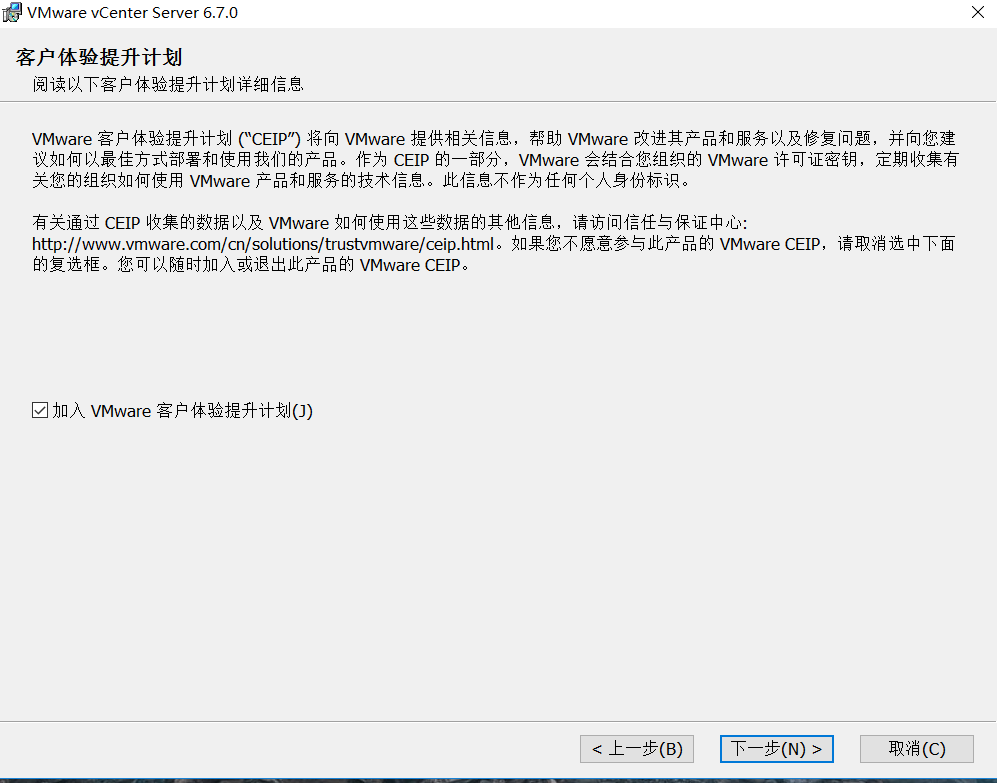 VMware vCenter Server 6.7.0
客户体验提升计划
阅读以下客户体验提升计划详细信息
VMware 客户体验提升计划 (“CEIP”) 将向 VMware 提供相关信息，帮助 VMware 改进其产品和服务以及修复问题，并向您建
议如何以最佳方式部署和使用我们的产品。作为 CEIP 的一部分，VMware 会结合您组织的 VMware 许可证密钥，定期收集有
关您的组织如何使用 VMware 产品和服务的技术信息。此信息不作为任何个人身份标识。
有关通过 CEIP 收集的数据以及 VMware 如何使用这些数据的其他信息，请访问信任与保证中心:
http://www.vmware.com/cn/solutions/trustvmware/ceip.html。如果您不愿意参与此产品的 VMware CEIP，请取消选中下面
的复选框。您可以随时加入或退出此产品的 VMware CEIP。
加入 VMware 客户体验提升计划(J)
< 上一步(B) 下一步(N) > 取消(C)